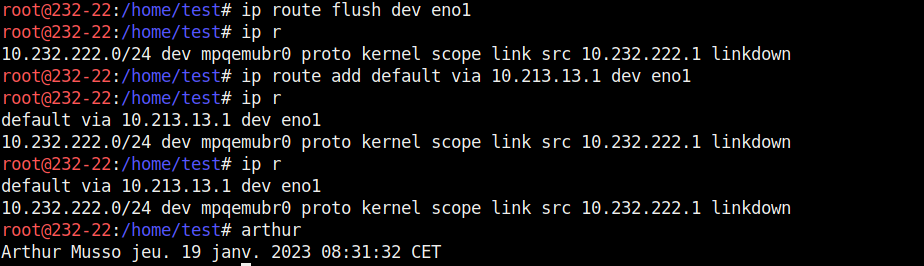 root@232-22:/home/test# ip route flush dev eno1
root@232-22:/home/test# ip r
10.232.222.0/24 dev mpqemubr0 proto kernel scope link src 10.232.222.1 linkdown
root@232-22:/home/test# ip route add default via 10.213.13.1 dev eno1
root@232-22:/home/test# ip r
default via 10.213.13.1 dev eno1
10.232.222.0/24 dev mpqemubr0 proto kernel scope link src 10.232.222.1 linkdown
root@232-22:/home/test# ip r
default via 10.213.13.1 dev eno1
10.232.222.0/24 dev mpqemubr0 proto kernel scope link src 10.232.222.1 linkdown
root@232-22:/home/test# arthur
Arthur Musso jeu. 19 janv. 2023 08:31:32 CET